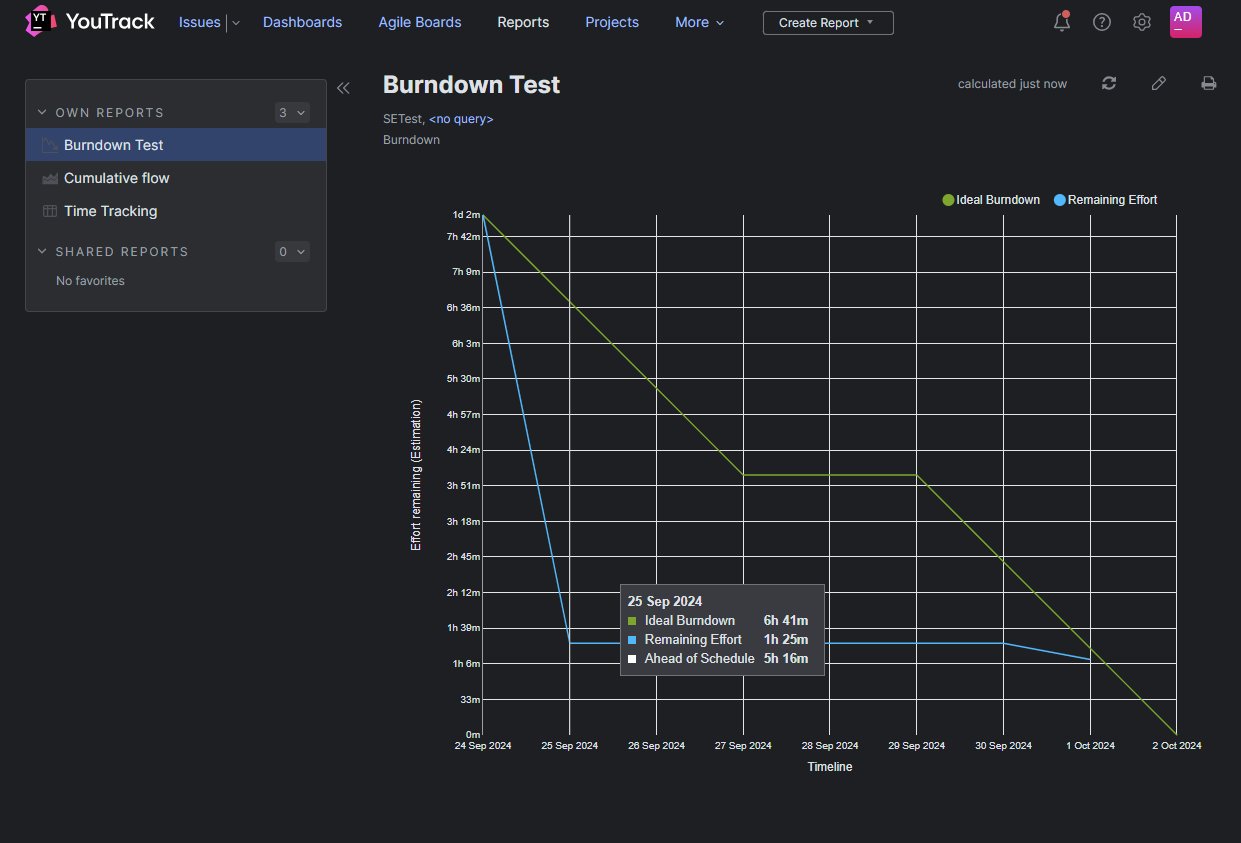 YT YouTrack Issues Dashboards Agile Boards Reports Projects More Create Report AD
OWN REPORTS 3
Burndown Test
Cumulative flow
Time Tracking
SHARED REPORTS 0
No favorites
Burndown Test
calculated just now
SETest, <no query>
Burndown
Ideal Burndown Remaining Effort
Effort remaining (Estimation)
1d 2m
7h 42m
7h 9m
6h 36m
6h 3m
5h 30m
4h 57m
4h 24m
3h 51m
3h 18m
2h 45m
2h 12m
1h 39m
1h 6m
33m
0m
25 Sep 2024
Ideal Burndown 6h 41m
Remaining Effort 1h 25m
Ahead of Schedule 5h 16m
24 Sep 2024 25 Sep 2024 26 Sep 2024 27 Sep 2024 28 Sep 2024 29 Sep 2024 30 Sep 2024 1 Oct 2024 2 Oct 2024
Timeline